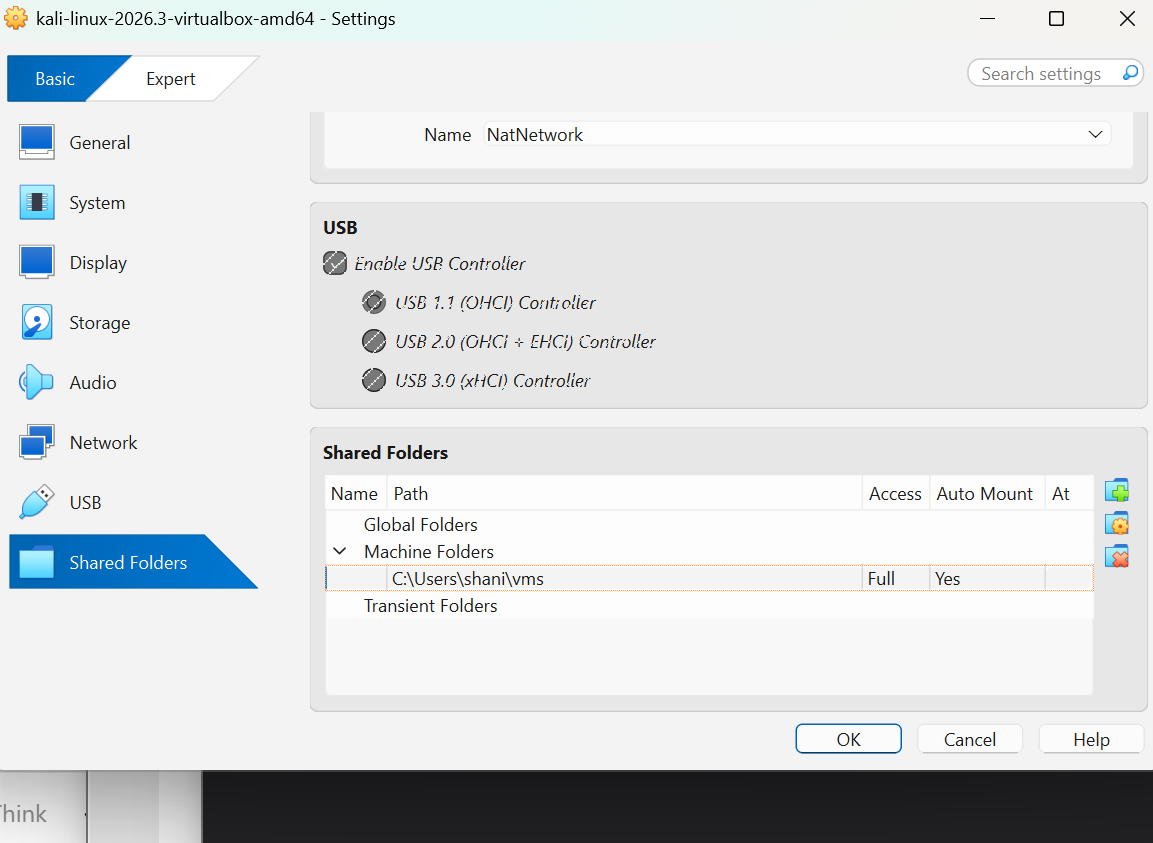 kali-linux-2026.3-virtualbox-amd64 - Settings
Basic
Expert
Search settings
General
System
Display
Storage
Audio
Network
USB
Shared Folders
Name NatNetwork
USB
Enable USB Controller
USB 1.1 (OHCI) Controller
USB 2.0 (OHCI + EHCI) Controller
USB 3.0 (xHCI) Controller
Shared Folders
Name Path Access Auto Mount At
Global Folders
Machine Folders
C:\Users\shani\vms Full Yes
Transient Folders
OK Cancel Help